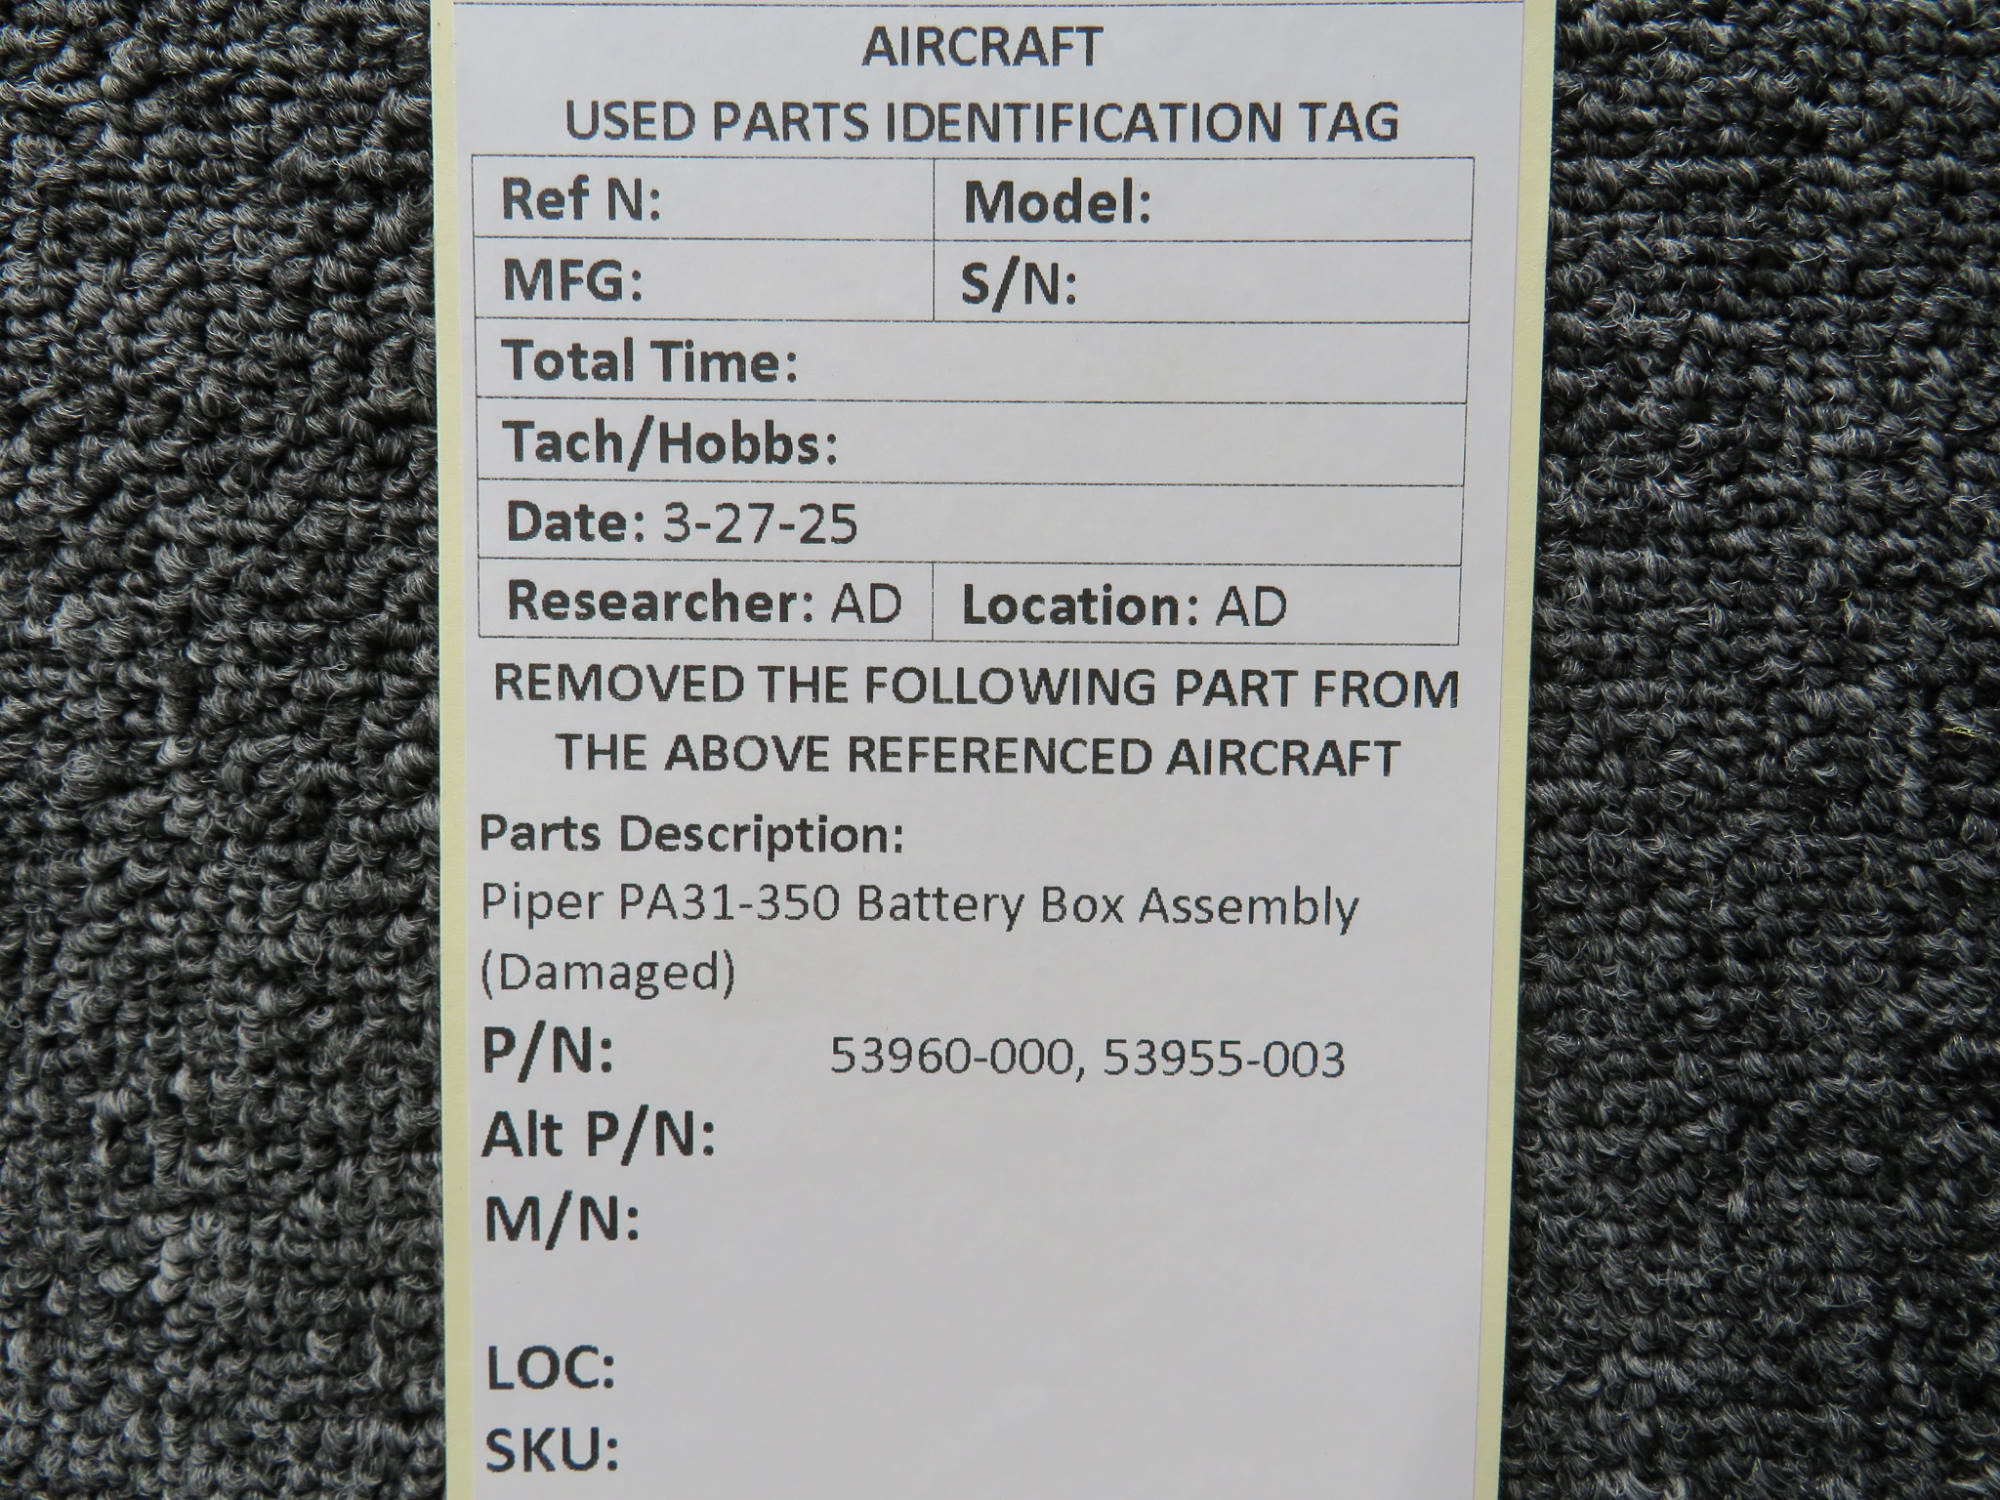 AIRCRAFT
USED PARTS IDENTIFICATION TAG
Ref N: Model:
MFG: S/N:
Total Time:
Tach/Hobbs:
Date: 3-27-25
Researcher: AD Location: AD
REMOVED THE FOLLOWING PART FROM
THE ABOVE REFERENCED AIRCRAFT
Parts Description:
Piper PA31-350 Battery Box Assembly
(Damaged)
P/N: 53960-000, 53955-003
Alt P/N:
M/N:
LOC:
SKU: